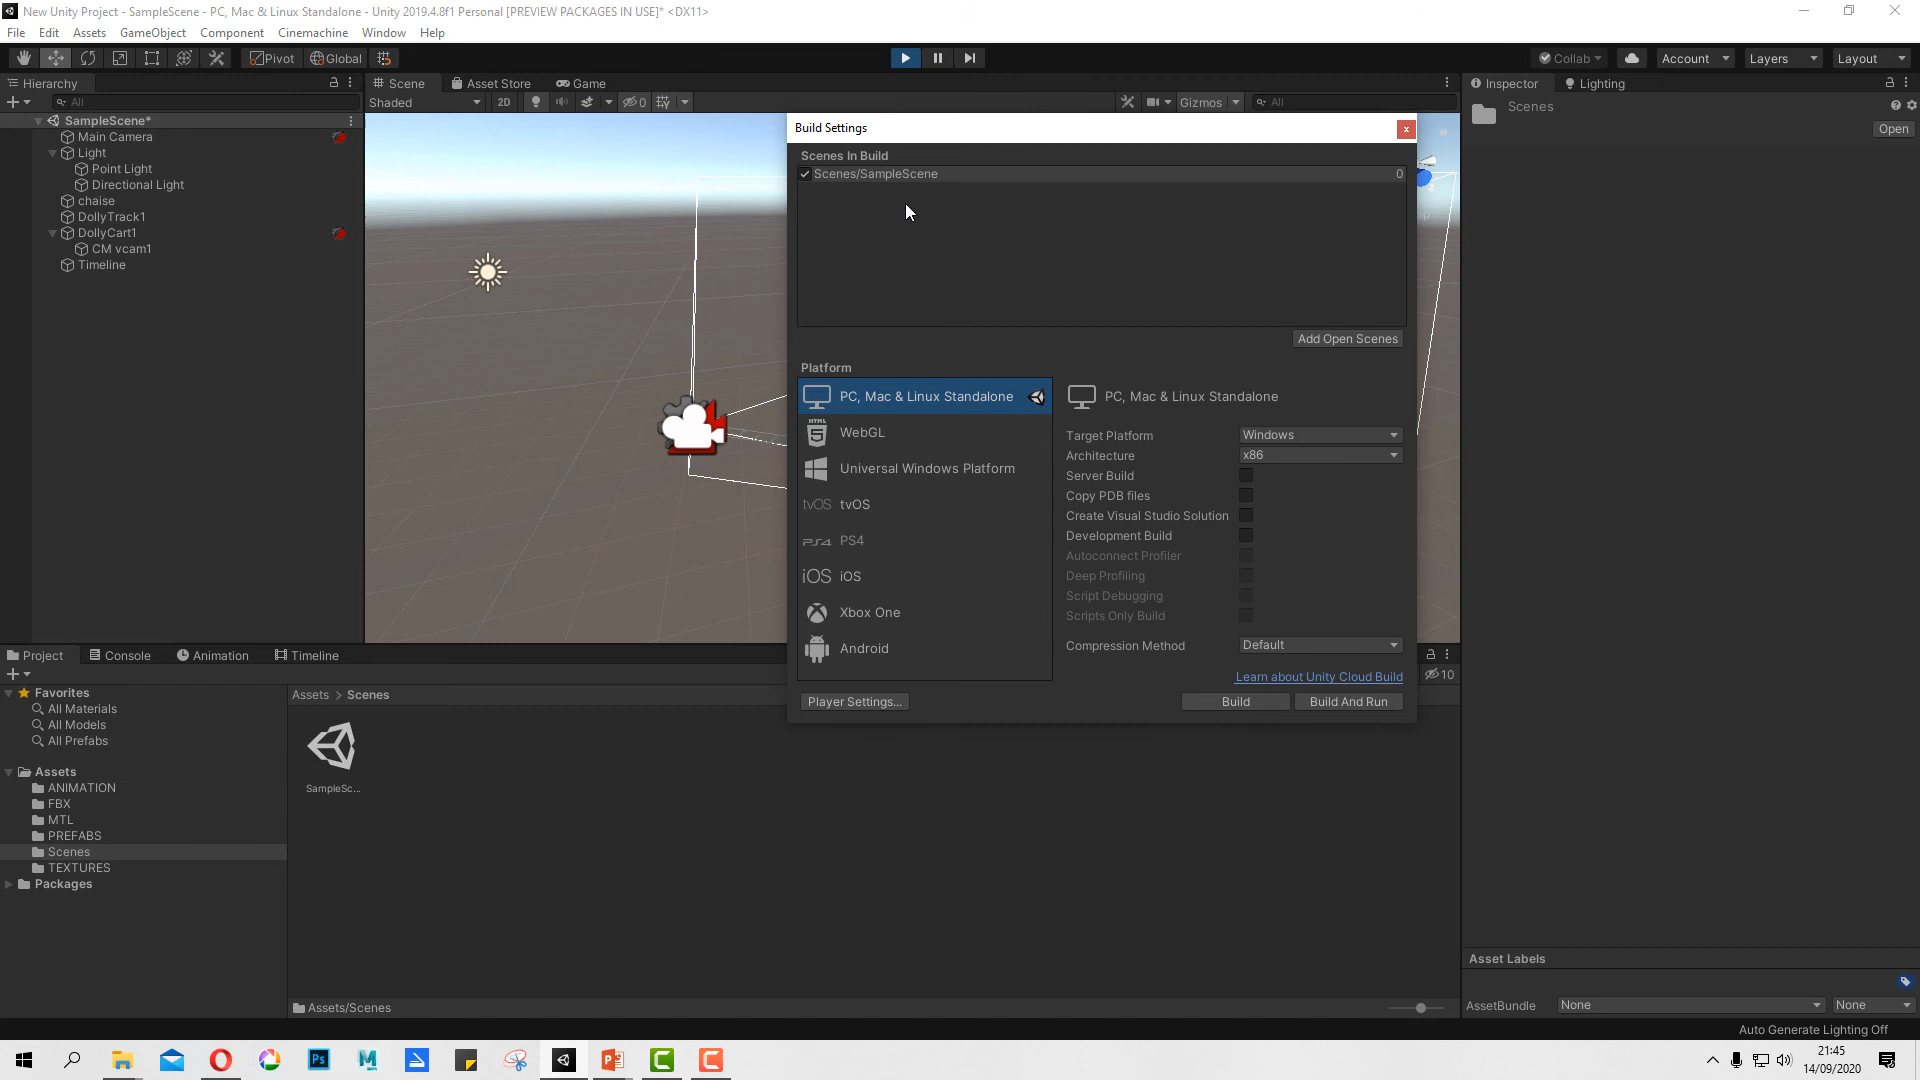 New Unity Project - SampleScene - PC, Mac & Linux Standalone - Unity 2019.4.8f1 Personal [PREVIEW PACKAGES IN USE]* <DX11>
File Edit Assets GameObject Component Cinemachine Window Help
Pivot Global Collab Account Layers Layout
Hierarchy
All
SampleScene*
Main Camera
Light
Point Light
Directional Light
chaise
DollyTrack1
DollyCart1
CM vcam1
Timeline
Scene Asset Store Game
Shaded 2D 0 Gizmos All
Build Settings
Scenes In Build
Scenes/SampleScene 0
Add Open Scenes
Platform
PC, Mac & Linux Standalone
HTML 5 WebGL
Universal Windows Platform
tvOS tvOS
PS4 PS4
iOS iOS
Xbox One
Android
PC, Mac & Linux Standalone
Target Platform Windows
Architecture x86
Server Build
Copy PDB files
Create Visual Studio Solution
Development Build
Autoconnect Profiler
Deep Profiling
Script Debugging
Scripts Only Build
Compression Method Default
Learn about Unity Cloud Build
Player Settings... Build Build And Run
Inspector Lighting
Scenes
Open
Project Console Animation Timeline
10
Favorites
All Materials
All Models
All Prefabs
Assets
ANIMATION
FBX
MTL
PREFABS
Scenes
TEXTURES
Packages
Assets > Scenes
SampleSc...
Assets/Scenes
Asset Labels
AssetBundle None None
Auto Generate Lighting Off
Ps
21:45
14/09/2020